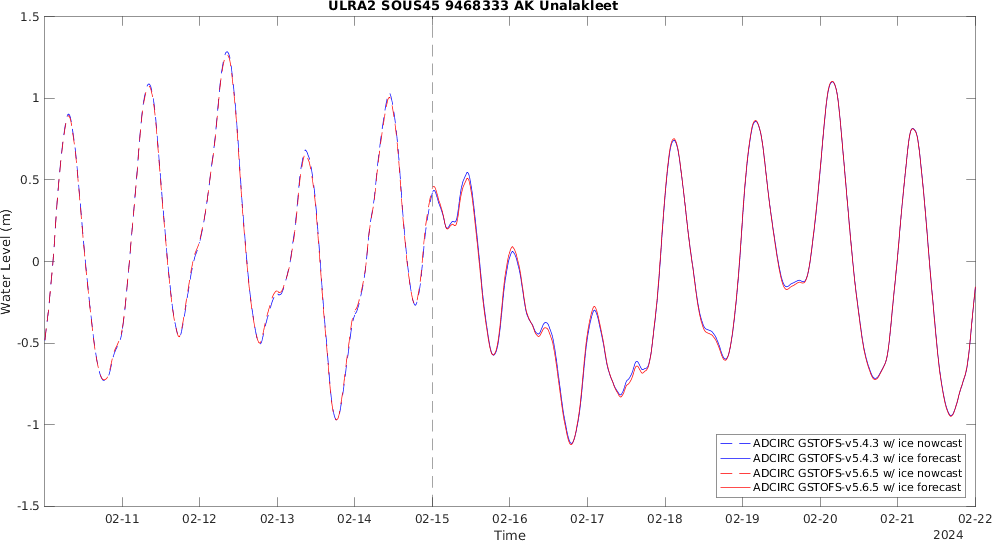 ULRA2 SOUS45 9468333 AK Unalakleet
1.5
1
0.5
0
-0.5
-1
-1.5
Water Level (m)
02-11 02-12 02-13 02-14 02-15 02-16 02-17 02-18 02-19 02-20 02-21 02-22
Time
2024
ADCIRC GSTOFS-v5.4.3 w/ ice nowcast
ADCIRC GSTOFS-v5.4.3 w/ ice forecast
ADCIRC GSTOFS-v5.6.5 w/ ice nowcast
ADCIRC GSTOFS-v5.6.5 w/ ice forecast